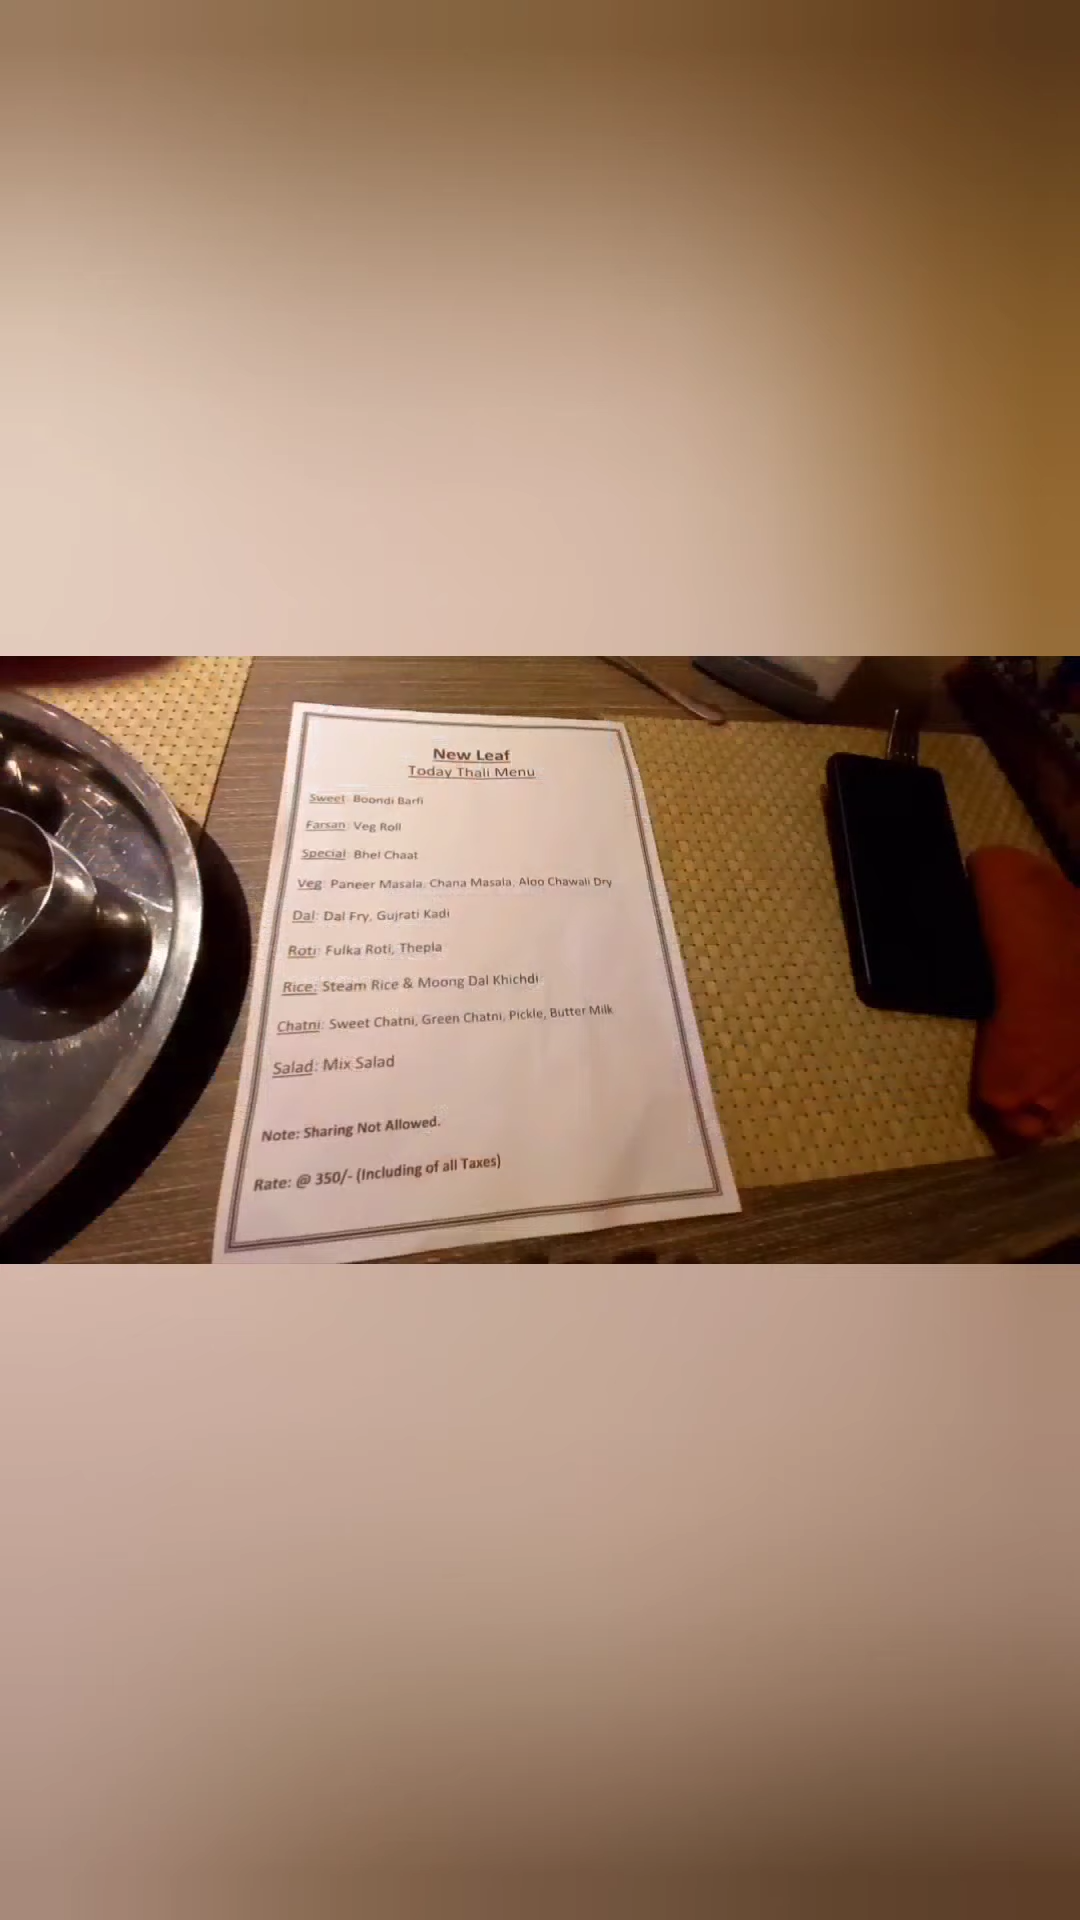 New Leaf
Today Thali Menu
Sweet: Boondi Barfi
Farsan: Veg Roll
Special: Bhel Chaat
Veg: Paneer Masala, Chana Masala, Aloo Chawali Dry
Dal: Dal Fry, Gujrati Kadi
Roti: Fulka Roti, Thepla
Rice: Steam Rice & Moong Dal Khichdi
Chatni: Sweet Chatni, Green Chatni, Pickle, Butter Milk
Salad: Mix Salad
Note: Sharing Not Allowed.
Rate: @ 350/- (Including of all Taxes)